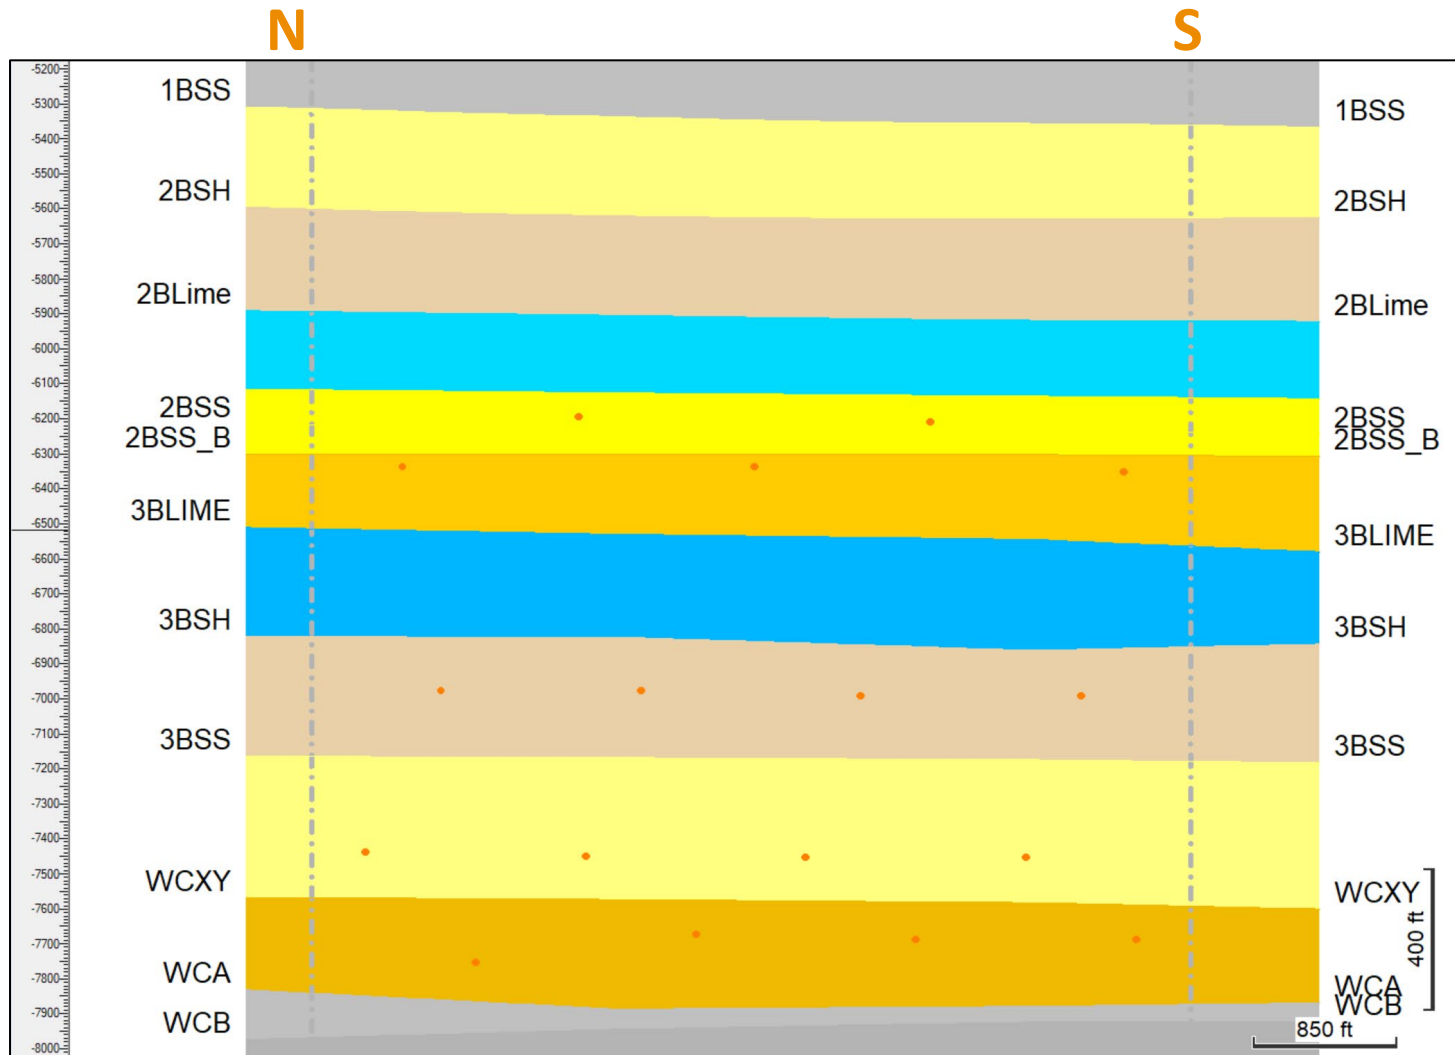 N
S
-5200
-5300
-5400
-5500
-5600
-5700
-5800
-5900
-6000
-6100
-6200
-6300
-6400
-6500
-6600
-6700
-6800
-6900
-7000
-7100
-7200
-7300
-7400
-7500
-7600
-7700
-7800
-7900
-8000
1BSS
2BSH
2BLime
2BSS
2BSS_B
3BLIME
3BSH
3BSS
WCXY
WCA
WCB
1BSS
2BSH
2BLime
2BSS
2BSS_B
3BLIME
3BSH
3BSS
WCXY
WCA
WCB
400 ft
850 ft